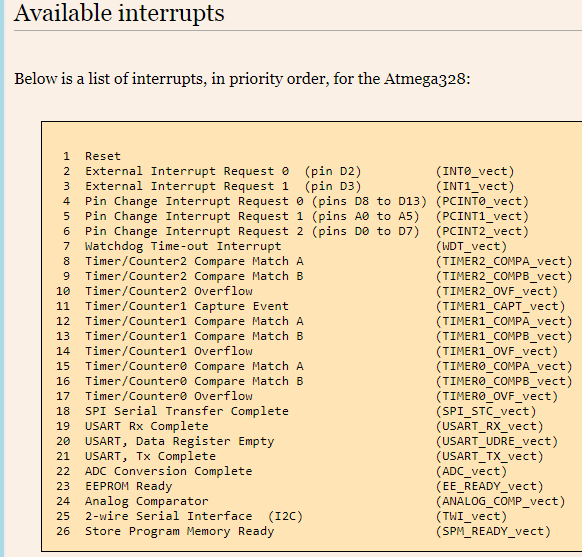 Available interrupts
Below is a list of interrupts, in priority order, for the Atmega328:
1 Reset
2 External Interrupt Request 0 (pin D2) (INT0_vect)
3 External Interrupt Request 1 (pin D3) (INT1_vect)
4 Pin Change Interrupt Request 0 (pins D8 to D13) (PCINT0_vect)
5 Pin Change Interrupt Request 1 (pins A0 to A5) (PCINT1_vect)
6 Pin Change Interrupt Request 2 (pins D0 to D7) (PCINT2_vect)
7 Watchdog Time-out Interrupt (WDT_vect)
8 Timer/Counter2 Compare Match A (TIMER2_COMPA_vect)
9 Timer/Counter2 Compare Match B (TIMER2_COMPB_vect)
10 Timer/Counter2 Overflow (TIMER2_OVF_vect)
11 Timer/Counter1 Capture Event (TIMER1_CAPT_vect)
12 Timer/Counter1 Compare Match A (TIMER1_COMPA_vect)
13 Timer/Counter1 Compare Match B (TIMER1_COMPB_vect)
14 Timer/Counter1 Overflow (TIMER1_OVF_vect)
15 Timer/Counter0 Compare Match A (TIMER0_COMPA_vect)
16 Timer/Counter0 Compare Match B (TIMER0_COMPB_vect)
17 Timer/Counter0 Overflow (TIMER0_OVF_vect)
18 SPI Serial Transfer Complete (SPI_STC_vect)
19 USART Rx Complete (USART_RX_vect)
20 USART, Data Register Empty (USART_UDRE_vect)
21 USART, Tx Complete (USART_TX_vect)
22 ADC Conversion Complete (ADC_vect)
23 EEPROM Ready (EE_READY_vect)
24 Analog Comparator (ANALOG_COMP_vect)
25 2-wire Serial Interface (I2C) (TWI_vect)
26 Store Program Memory Ready (SPM_READY_vect)